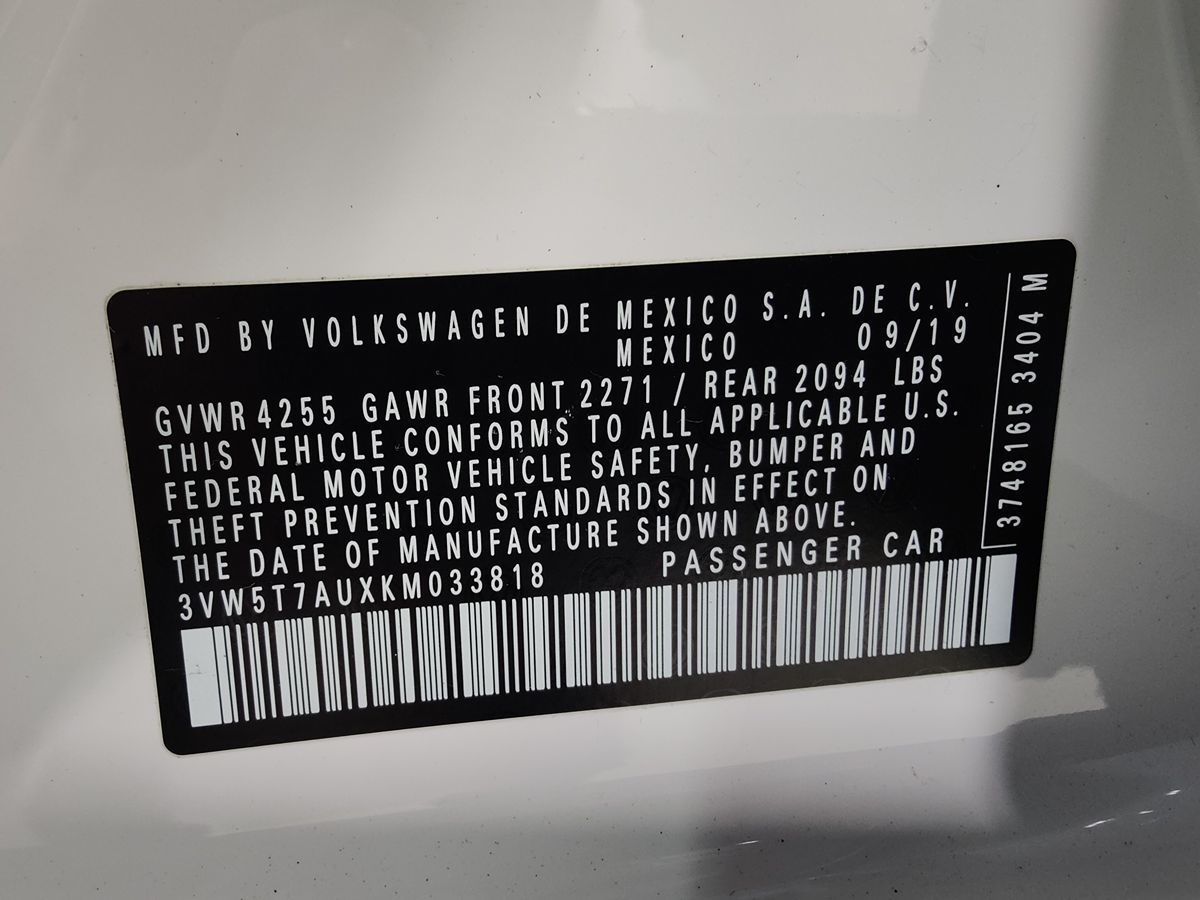 MFD BY VOLKSWAGEN DE MEXICO S.A. DE C.V.
MEXICO 09/19
GVWR 4255 GAWR FRONT 2271 / REAR 2094 LBS
THIS VEHICLE CONFORMS TO ALL APPLICABLE U.S.
FEDERAL MOTOR VEHICLE SAFETY, BUMPER AND
THEFT PREVENTION STANDARDS IN EFFECT ON
THE DATE OF MANUFACTURE SHOWN ABOVE.
3VW5T7AUXKM033818 PASSENGER CAR
3748165 3404 M